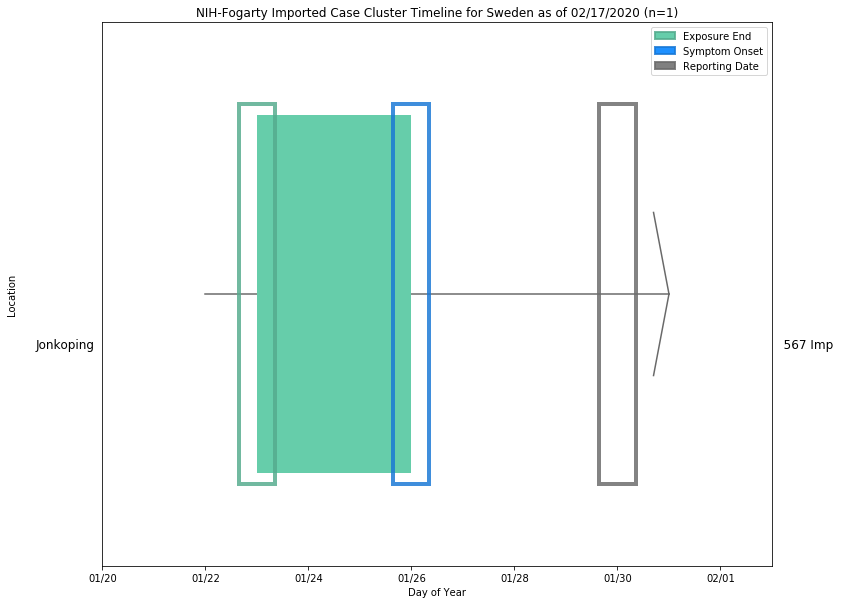 NIH-Fogarty Imported Case Cluster Timeline for Sweden as of 02/17/2020 (n=1)
Exposure End
Symptom Onset
Reporting Date
Location
Jonkoping
567 Imp
01/20
01/22
01/24
01/26
01/28
01/30
02/01
Day of Year